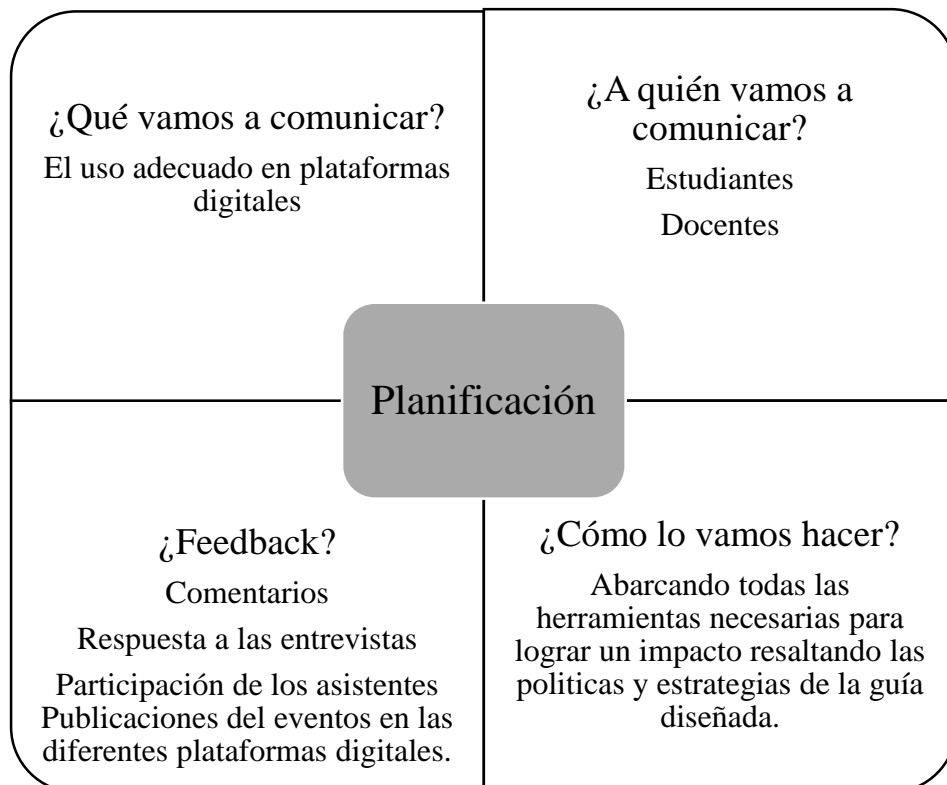 ¿Qué vamos a comunicar?
El uso adecuado en plataformas
digitales
¿A quién vamos a
comunicar?
Estudiantes
Docentes
Planificación
¿Feedback?
Comentarios
Respuesta a las entrevistas
Participación de los asistentes
Publicaciones del eventos en las
diferentes plataformas digitales.
¿Cómo lo vamos hacer?
Abarcando todas las
herramientas necesarias para
lograr un impacto resaltando las
politicas y estrategias de la guía
diseñada.